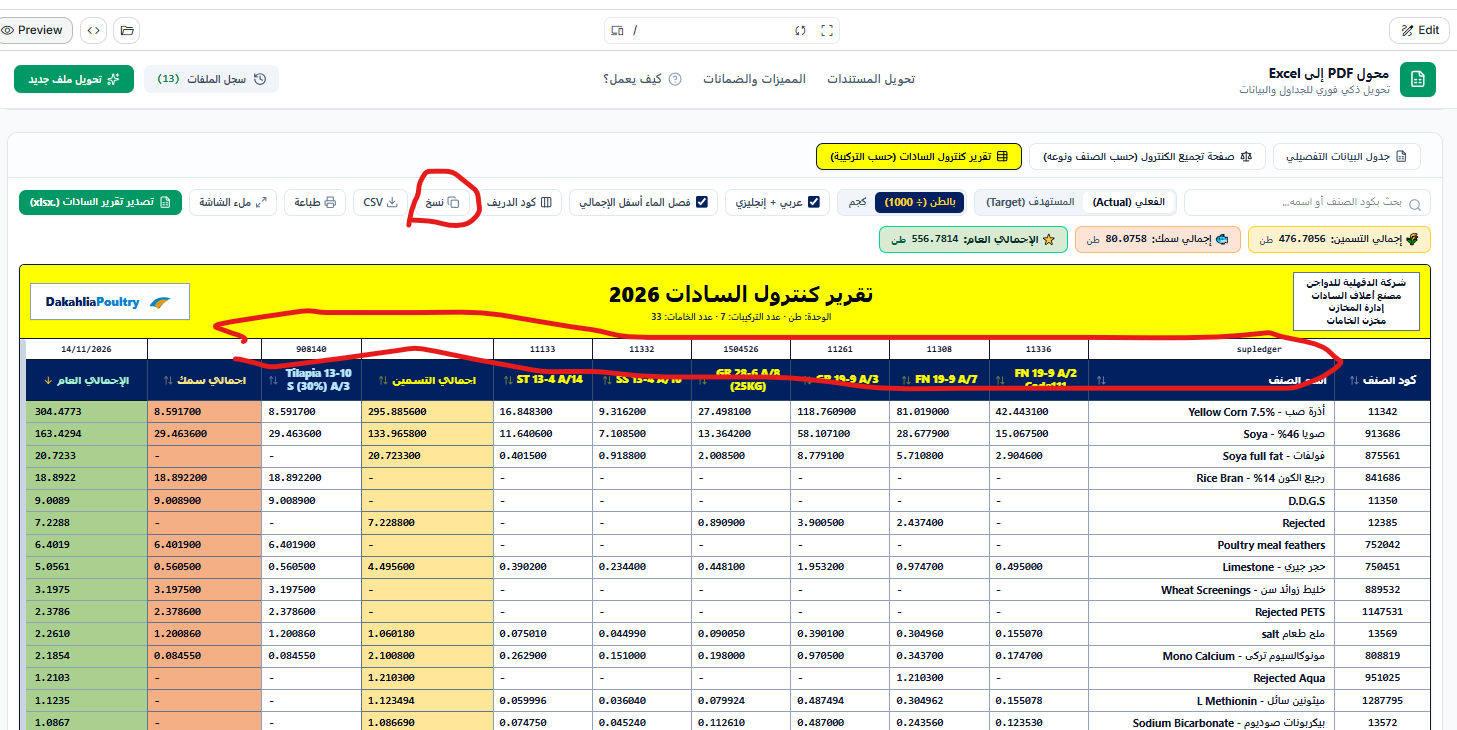 Preview
/
Edit
محول PDF إلى Excel
تحويل ذكي فوري للجداول والبيانات
تحويل المستندات
المميزات والضمانات
كيف يعمل؟
سجل الملفات (13)
تحويل ملف جديد
جدول البيانات التفصيلي
صفحة تجميع الكنترول (حسب الصنف ونوعه)
تقرير كنترول السادات (حسب التركيبة)
بحث بكود الصنف أو اسمه...
الفعلي (Actual)
المستهدف (Target)
بالطن (÷ 1000)
كجم
عربي + إنجليزي
فصل الماء أسفل الإجمالي
كود الدريف
نسخ
CSV
طباعة
ملء الشاشة
تصدير تقرير السادات (.xlsx)
إجمالي التسمين: 476.7056 طن
إجمالي سمك: 80.0758 طن
الإجمالي العام: 556.7814 طن
شركة الدقهلية للدواجن
مصنع أعلاف السادات
إدارة المخازن
مخزن الخامات
تقرير كنترول السادات 2026
الوحدة: طن · عدد التركيبات: 7 · عدد الخامات: 33
DakahliaPoultry
supledger 11336 11308 11261 1504526 11332 11133 908140 14/11/2026
كود الصنف اسم الصنف FN 19-9 A/2 FN 19-9 A/7 GR 19-9 A/3 GR 28-6 A/8 (25KG) SS 13-4 A/10 ST 13-4 A/14 اجمالي التسمين Tilapia 13-10 S (30%) A/3 اجمالي سمك الإجمالي العام
11342 أذرة صب - Yellow Corn 7.5% 42.443100 81.019000 118.760900 27.498100 9.316200 16.848300 295.885600 8.591700 8.591700 304.4773
913686 صويا 46% - Soya 15.067500 28.677900 58.107100 13.364200 7.108500 11.640600 133.965800 29.463600 29.463600 163.4294
875561 فولفات - Soya full fat 2.904600 5.710800 8.779100 2.008500 0.918800 0.401500 20.723300 - - 20.7233
841686 رجيع الكون 14% - Rice Bran - - - - - - - 18.892200 18.892200 18.8922
11350 D.D.G.S - - - - - - - 9.008900 9.008900 9.0089
12385 Rejected - 2.437400 3.900500 0.890900 - - 7.228800 - - 7.2288
752042 Poultry meal feathers - - - - - - - 6.401900 6.401900 6.4019
750451 حجر جيري - Limestone 0.495000 0.974700 1.953200 0.448100 0.234400 0.390200 4.495600 0.560500 0.560500 5.0561
889532 خليط زوائد سن - Wheat Screenings - - - - - - - 3.197500 3.197500 3.1975
1147531 Rejected PETS - - - - - - - 2.378600 2.378600 2.3786
13569 ملح طعام salt 0.155070 0.304960 0.390100 0.090050 0.044990 0.075010 1.060180 1.200860 1.200860 2.2610
808819 مونوكالسيوم تركى - Mono Calcium 0.174700 0.343700 0.970500 0.198000 0.151000 0.262900 2.100800 0.084550 0.084550 2.1854
951025 Rejected Aqua - 1.210300 - - - - 1.210300 - - 1.2103
1287795 ميثونين سائل - L Methionin 0.155078 0.304962 0.487494 0.079924 0.036040 0.059996 1.123494 - - 1.1235
13572 بيكربونات صوديوم - Sodium Bicarbonate 0.123530 0.243560 0.487000 0.112610 0.045240 0.074750 1.086690 - - 1.0867